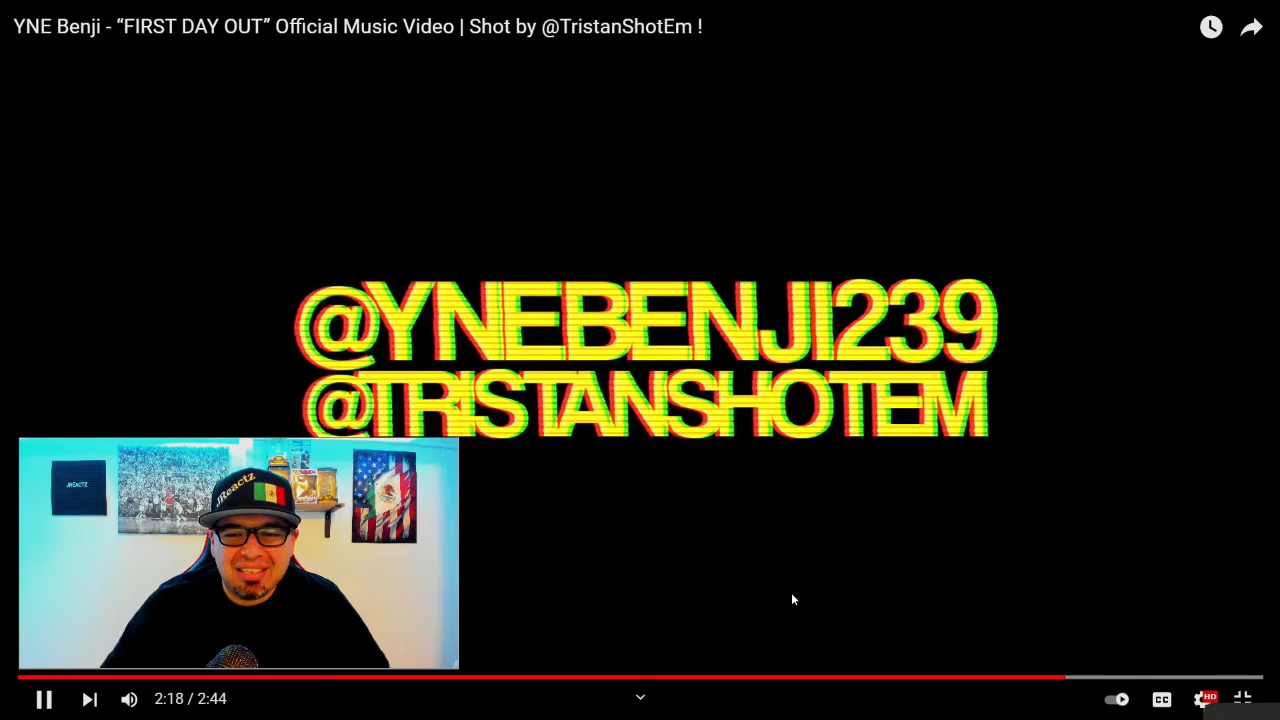 YNE Benji - “FIRST DAY OUT” Official Music Video | Shot by @TristanShotEm !
@YNEBENJI239
@TRISTANSHOTEM
JREACTZ
JReactz
2:18 / 2:44
CC
HD